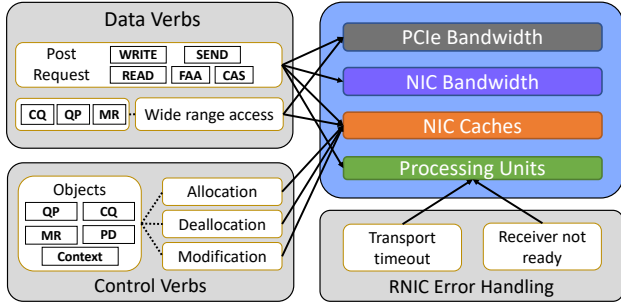 Data Verbs
Post
Request
WRITE
SEND
READ
FAA
CAS
CQ
QP
MR
Wide range access
Objects
QP
CQ
MR
PD
Context
Allocation
Deallocation
Modification
Control Verbs
PCIe Bandwidth
NIC Bandwidth
NIC Caches
Processing Units
Transport
timeout
Receiver not
ready
RNIC Error Handling